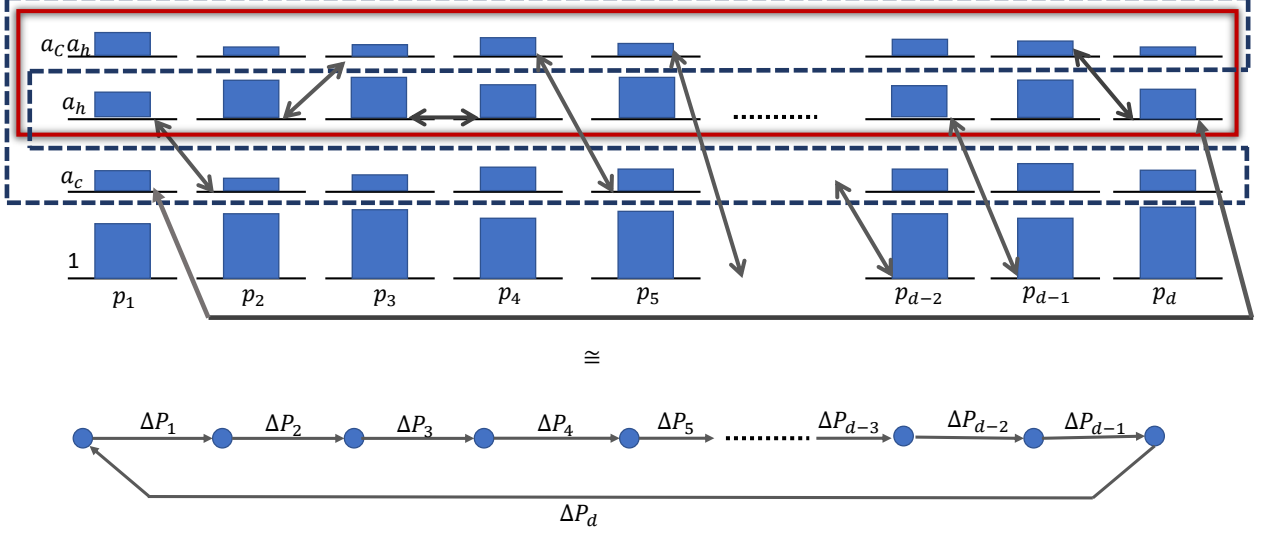 a_C a_h
a_h
a_c
1
p_1 p_2 p_3 p_4 p_5 p_{d-2} p_{d-1} p_d
≅
ΔP_1 ΔP_2 ΔP_3 ΔP_4 ΔP_5 ΔP_{d-3} ΔP_{d-2} ΔP_{d-1}
ΔP_d